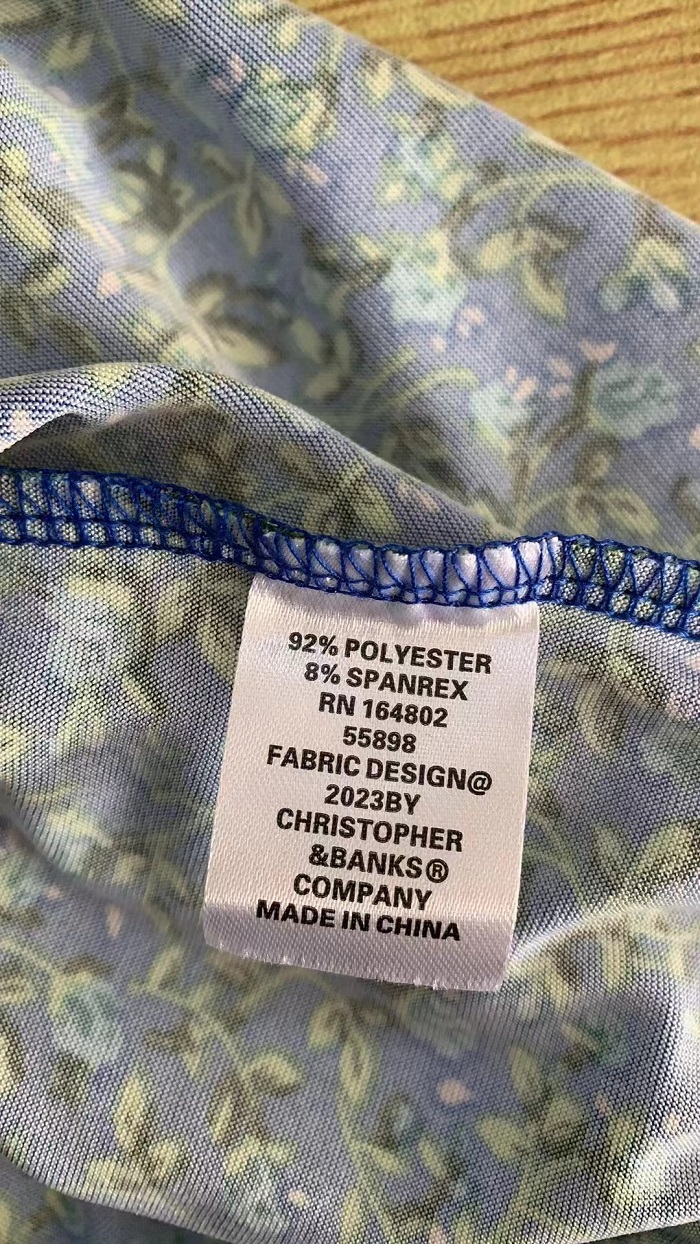 92% POLYESTER
8% SPANREX
RN 164802
55898
FABRIC DESIGN@
2023BY
CHRISTOPHER
&BANKS®
COMPANY
MADE IN CHINA